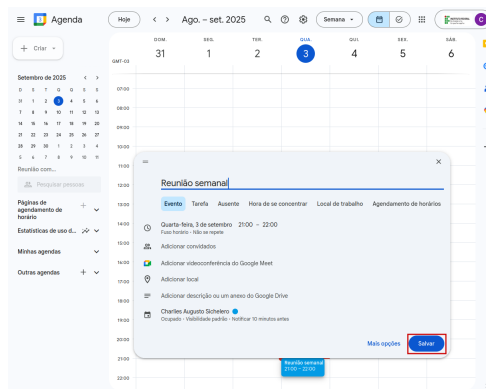 Agenda
Hoje
Ago. – set. 2025
Semana
Criar
GMT-03
DOM. SEG. TER. QUA. QUI. SEX. SÁB.
31 1 2 3 4 5 6
Setembro de 2025
D S T Q Q S S
31 1 2 3 4 5 6
7 8 9 10 11 12 13
14 15 16 17 18 19 20
21 22 23 24 25 26 27
28 29 30 1 2 3 4
5 6 7 8 9 10 11
Reunião com...
Pesquisar pessoas
Páginas de
agendamento de
horário
Estatísticas de uso d...
Minhas agendas
Outras agendas
07:00
08:00
09:00
10:00
11:00
12:00
13:00
14:00
15:00
16:00
17:00
18:00
19:00
20:00
21:00
22:00
Reunião semanal
Evento Tarefa Ausente Hora de se concentrar Local de trabalho Agendamento de horários
Quarta-feira, 3 de setembro 21:00 – 22:00
Fuso horário · Não se repete
Adicionar convidados
Adicionar videoconferência do Google Meet
Adicionar local
Adicionar descrição ou um anexo do Google Drive
Charlles Augusto Sichelero
Ocupado · Visibilidade padrão · Notificar 10 minutos antes
Mais opções
Salvar
Reunião semanal
21:00 – 22:00